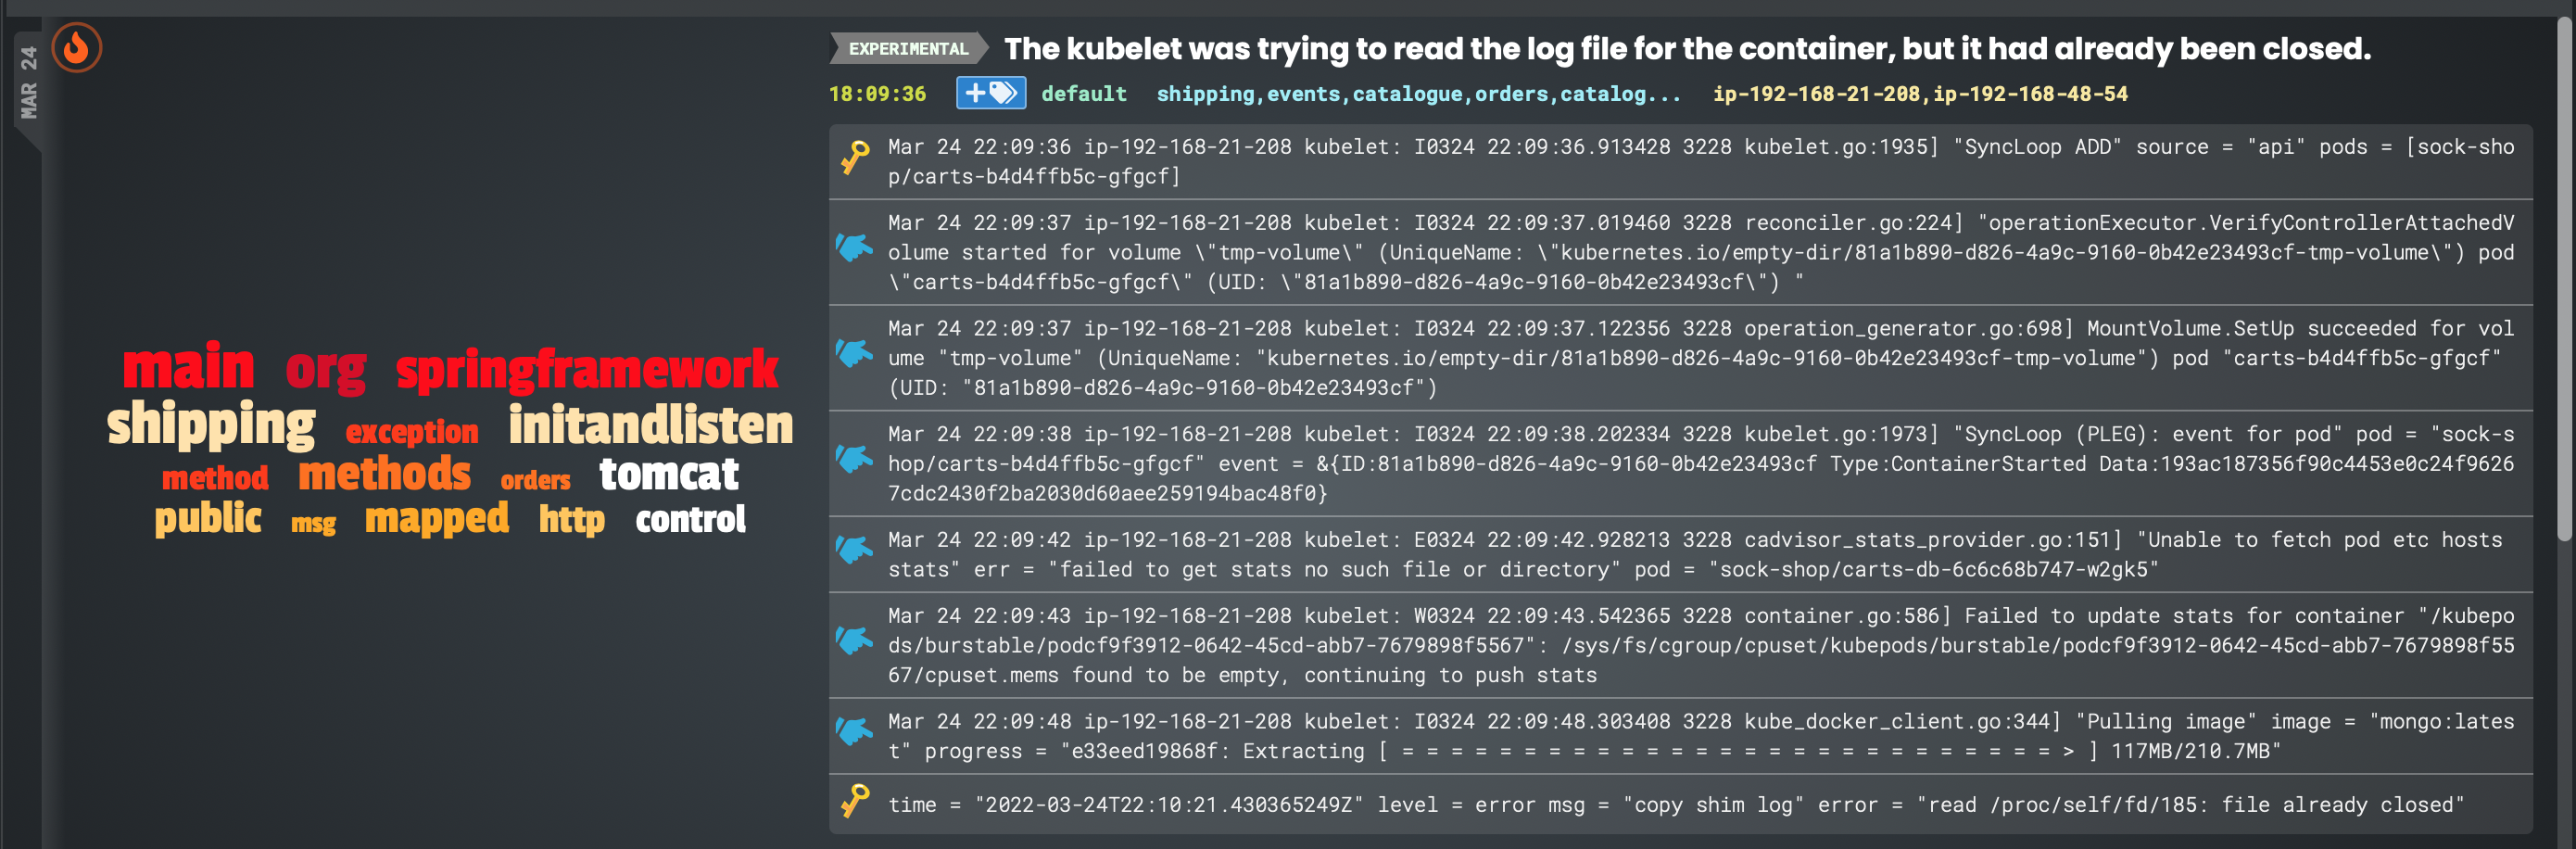 MAR 24
EXPERIMENTAL The kubelet was trying to read the log file for the container, but it had already been closed.
18:09:36 + default shipping,events,catalogue,orders,catalog... ip-192-168-21-208,ip-192-168-48-54
main org springframework
shipping exception initandlisten
method methods orders tomcat
public msg mapped http control
Mar 24 22:09:36 ip-192-168-21-208 kubelet: I0324 22:09:36.913428 3228 kubelet.go:1935] "SyncLoop ADD" source = "api" pods = [sock-sho
p/carts-b4d4ffb5c-gfgcf]
Mar 24 22:09:37 ip-192-168-21-208 kubelet: I0324 22:09:37.019460 3228 reconciler.go:224] "operationExecutor.VerifyControllerAttachedV
olume started for volume \"tmp-volume\" (UniqueName: \"kubernetes.io/empty-dir/81a1b890-d826-4a9c-9160-0b42e23493cf-tmp-volume\") pod
\"carts-b4d4ffb5c-gfgcf\" (UID: \"81a1b890-d826-4a9c-9160-0b42e23493cf\") "
Mar 24 22:09:37 ip-192-168-21-208 kubelet: I0324 22:09:37.122356 3228 operation_generator.go:698] MountVolume.SetUp succeeded for vol
ume "tmp-volume" (UniqueName: "kubernetes.io/empty-dir/81a1b890-d826-4a9c-9160-0b42e23493cf-tmp-volume") pod "carts-b4d4ffb5c-gfgcf"
(UID: "81a1b890-d826-4a9c-9160-0b42e23493cf")
Mar 24 22:09:38 ip-192-168-21-208 kubelet: I0324 22:09:38.202334 3228 kubelet.go:1973] "SyncLoop (PLEG): event for pod" pod = "sock-s
hop/carts-b4d4ffb5c-gfgcf" event = &{ID:81a1b890-d826-4a9c-9160-0b42e23493cf Type:ContainerStarted Data:193ac187356f90c4453e0c24f9626
7cdc2430f2ba2030d60aee259194bac48f0}
Mar 24 22:09:42 ip-192-168-21-208 kubelet: E0324 22:09:42.928213 3228 cadvisor_stats_provider.go:151] "Unable to fetch pod etc hosts
stats" err = "failed to get stats no such file or directory" pod = "sock-shop/carts-db-6c6c68b747-w2gk5"
Mar 24 22:09:43 ip-192-168-21-208 kubelet: W0324 22:09:43.542365 3228 container.go:586] Failed to update stats for container "/kubepo
ds/burstable/podcf9f3912-0642-45cd-abb7-7679898f5567": /sys/fs/cgroup/cpuset/kubepods/burstable/podcf9f3912-0642-45cd-abb7-7679898f55
67/cpuset.mems found to be empty, continuing to push stats
Mar 24 22:09:48 ip-192-168-21-208 kubelet: I0324 22:09:48.303408 3228 kube_docker_client.go:344] "Pulling image" image = "mongo:lates
t" progress = "e33eed19868f: Extracting [ = = = = = = = = = = = = = = = = = = = = = = = = = = = > ] 117MB/210.7MB"
time = "2022-03-24T22:10:21.430365249Z" level = error msg = "copy shim log" error = "read /proc/self/fd/185: file already closed"